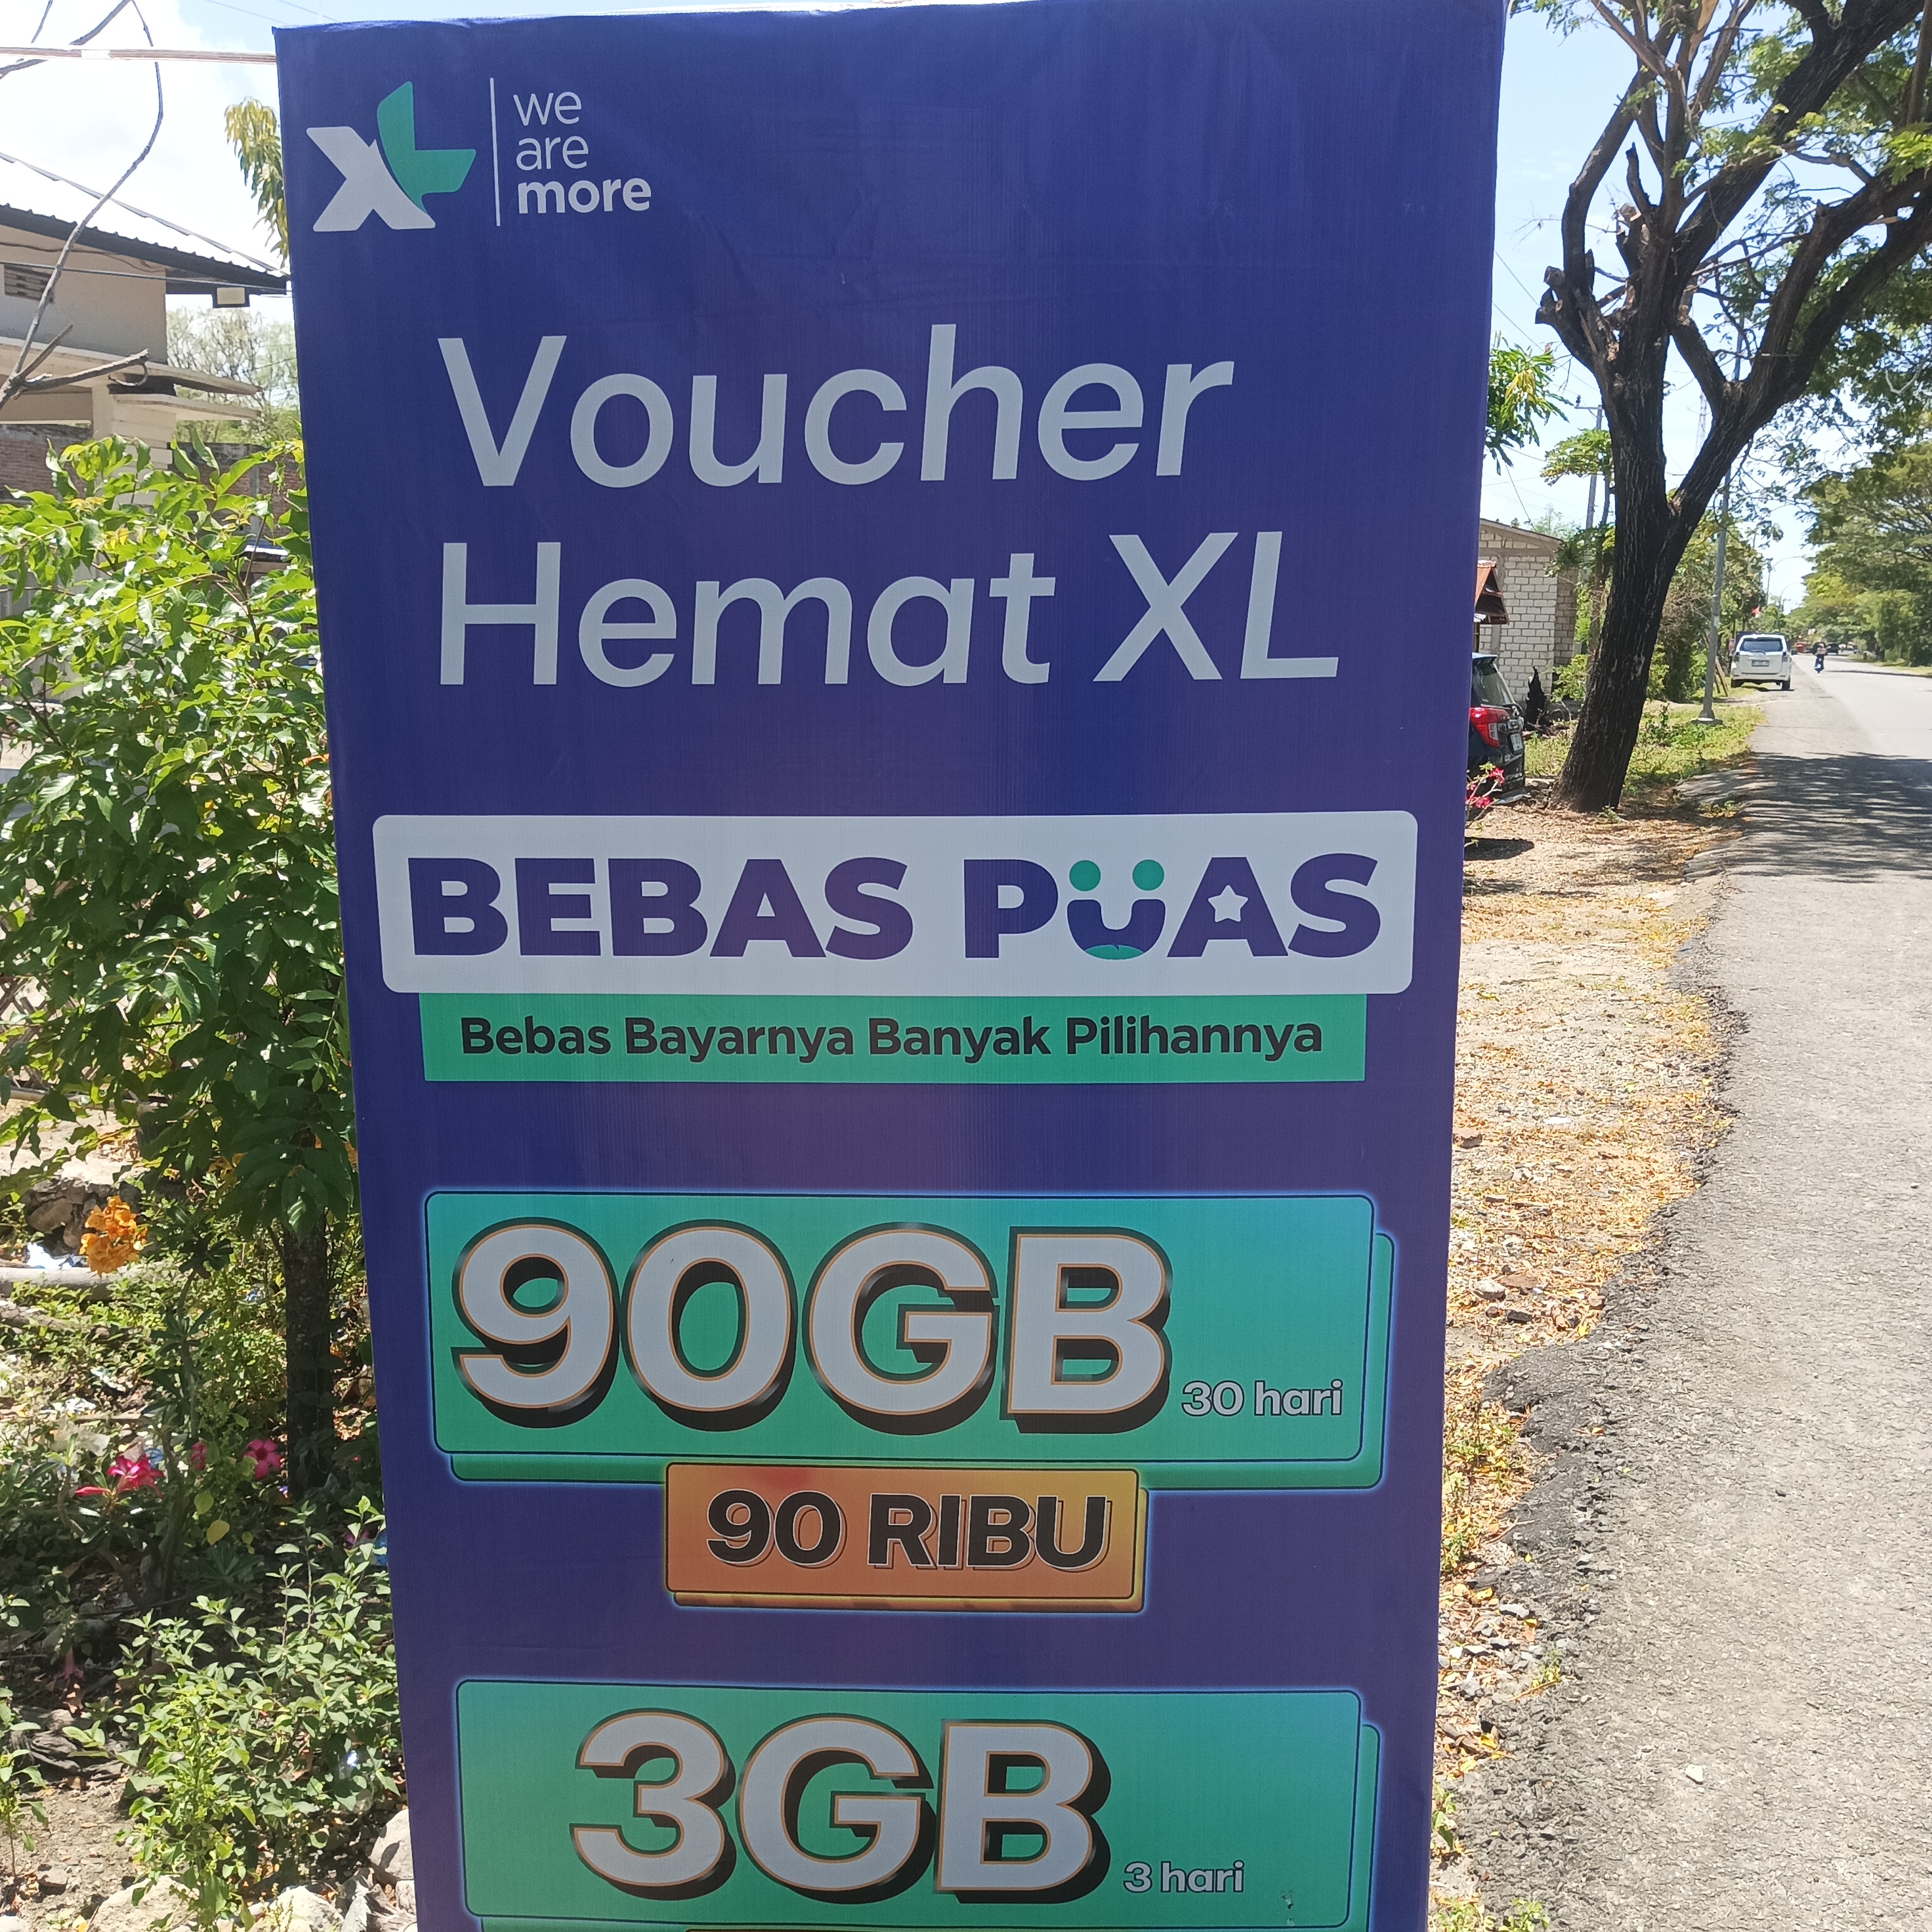 XL
we
are
more
Voucher
Hemat XL
BEBAS PUAS
Bebas Bayarnya Banyak Pilihannya
90GB 30 hari
90 RIBU
3GB 3 hari